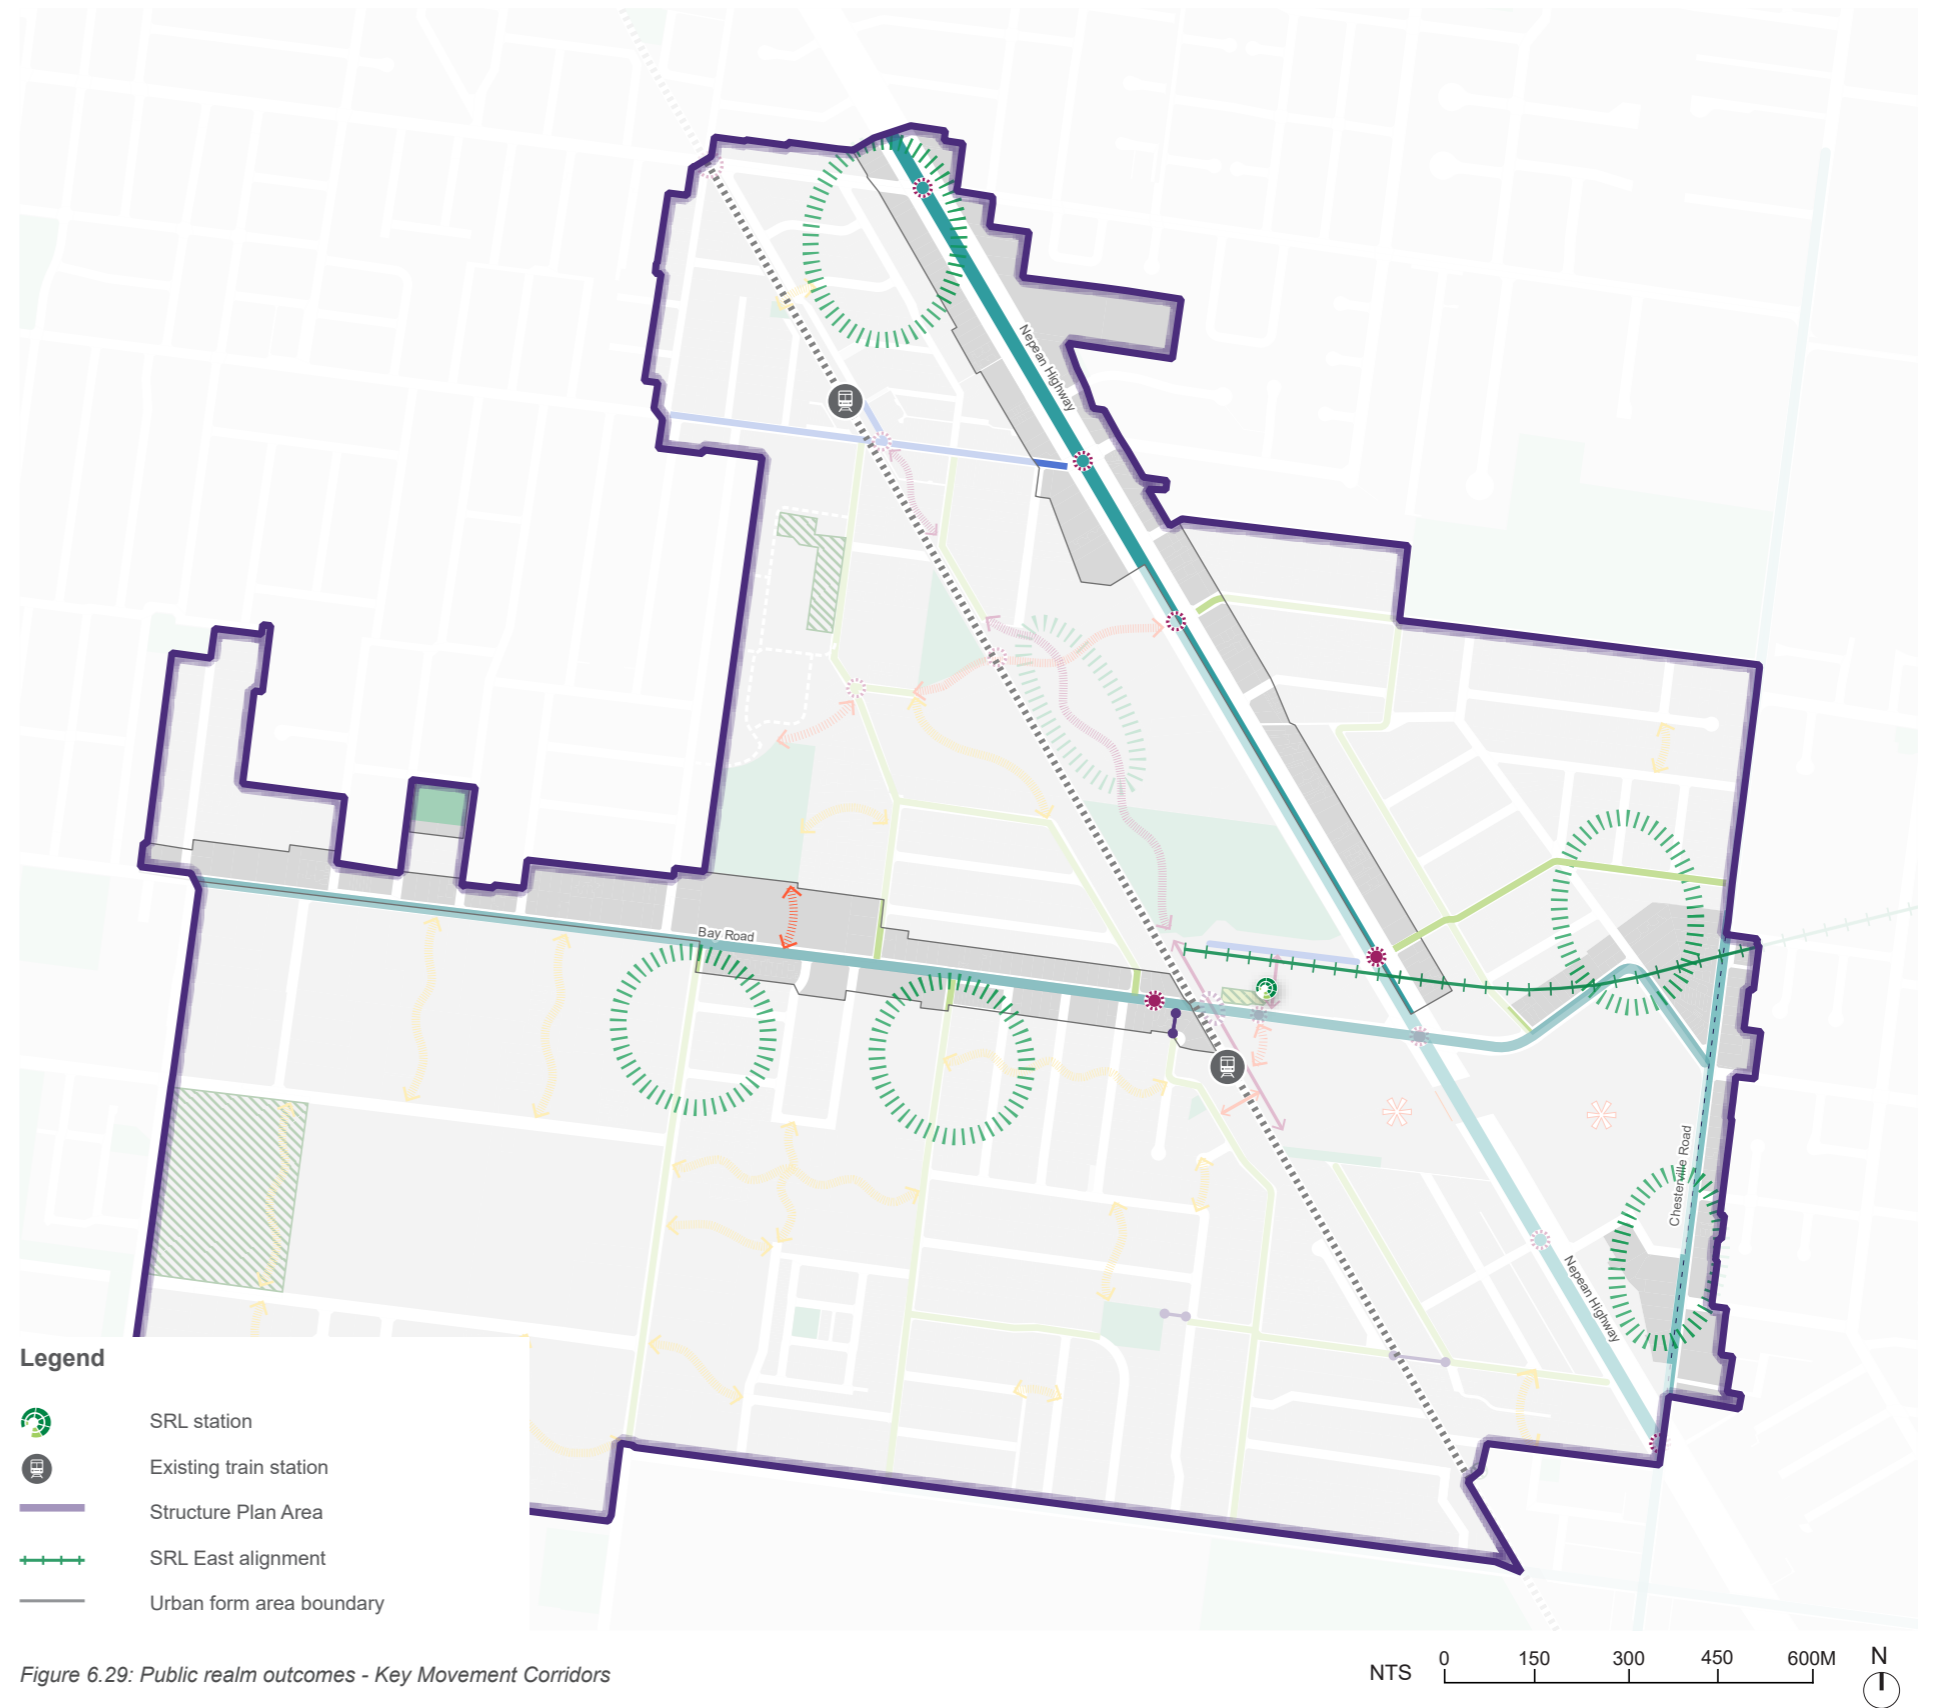 Nepean Highway
Bay Road
Chesterville Road
Nepean Highway
Legend
SRL station
Existing train station
Structure Plan Area
SRL East alignment
Urban form area boundary
Figure 6.29: Public realm outcomes - Key Movement Corridors
NTS
0 150 300 450 600M
N